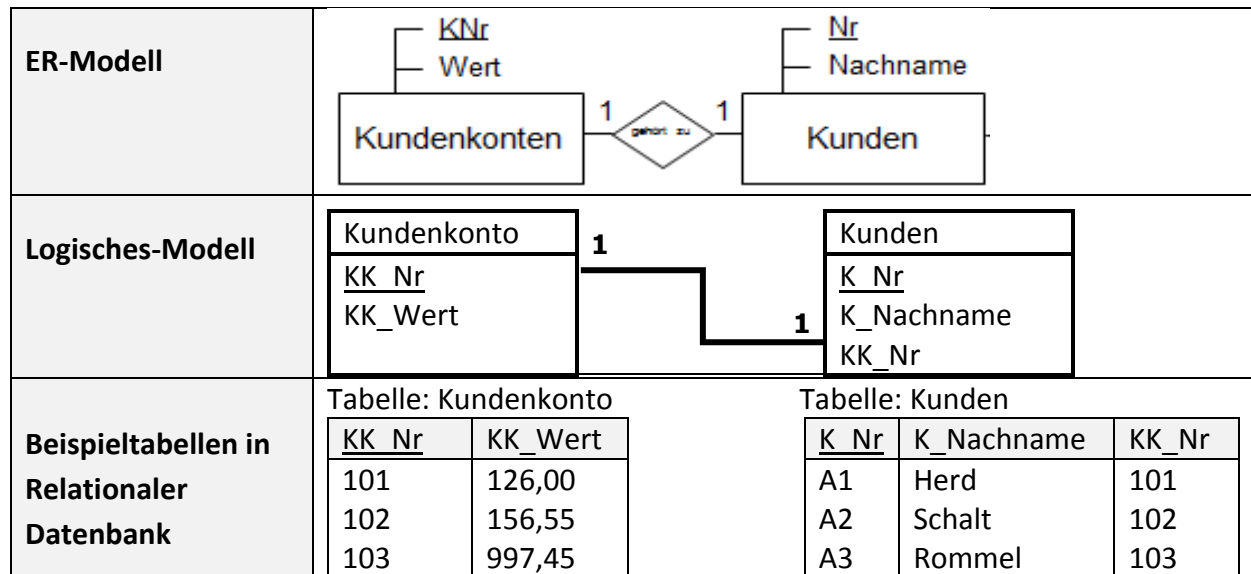 ER-Modell
KNr
Wert
Nr
Nachname
Kundenkonten
1
gehört zu
1
Kunden
Logisches-Modell
Kundenkonto
KK_Nr
KK_Wert
1
1
Kunden
K_Nr
K_Nachname
KK_Nr
Beispieltabellen in
Relationaler
Datenbank
Tabelle: Kundenkonto
KK_Nr KK_Wert
101 126,00
102 156,55
103 997,45
Tabelle: Kunden
K_Nr K_Nachname KK_Nr
A1 Herd 101
A2 Schalt 102
A3 Rommel 103